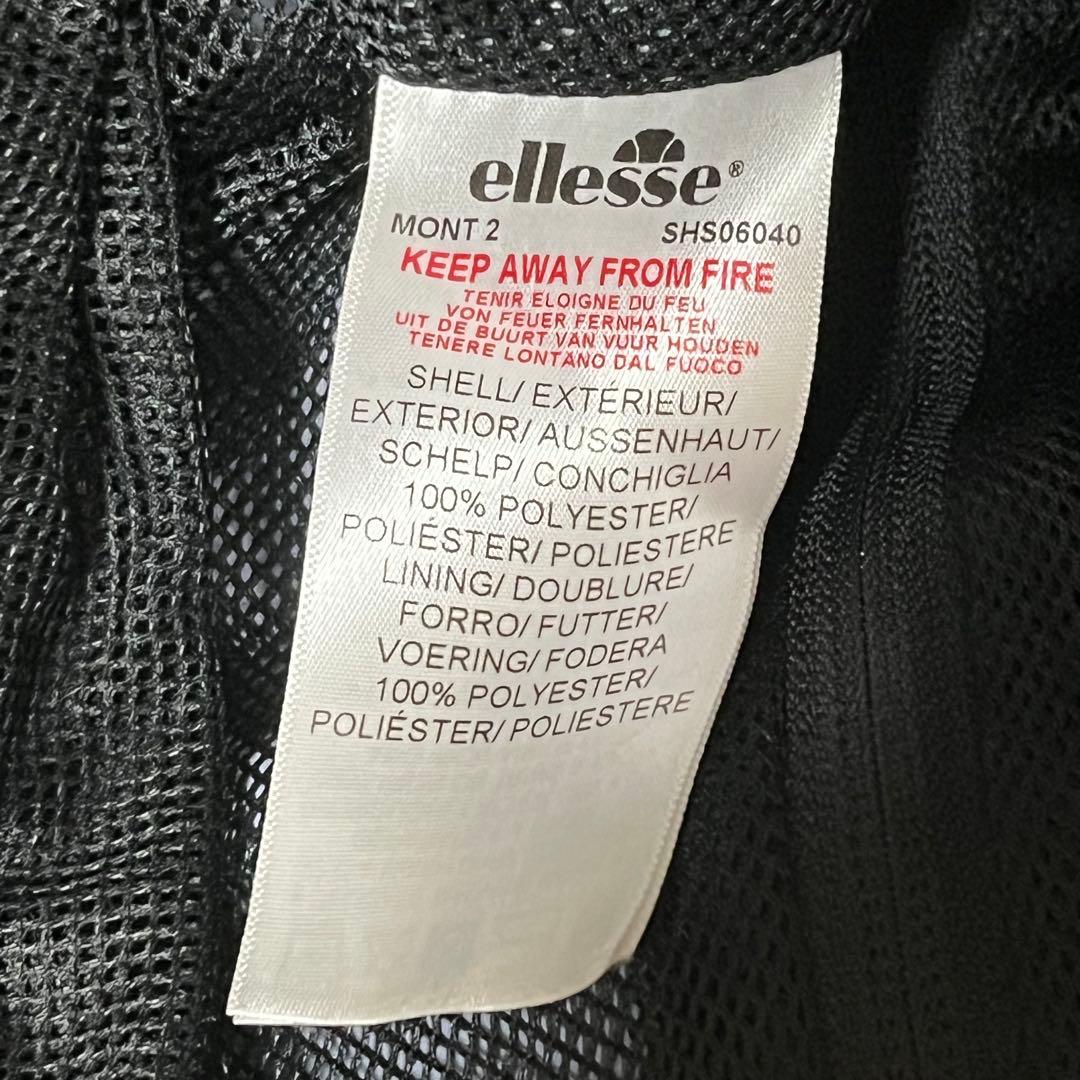 ellesse®
MONT 2 SHS06040
KEEP AWAY FROM FIRE
TENIR ELOIGNE DU FEU
VON FEUER FERNHALTEN
UIT DE BUURT VAN VUUR HOUDEN
TENERE LONTANO DAL FUOCO
SHELL/ EXTÉRIEUR/
EXTERIOR/ AUSSENHAUT/
SCHELP/ CONCHIGLIA
100% POLYESTER/
POLIÉSTER/ POLIESTERE
LINING/ DOUBLURE/
FORRO/ FUTTER/
VOERING/ FODERA
100% POLYESTER/
POLIÉSTER/ POLIESTERE